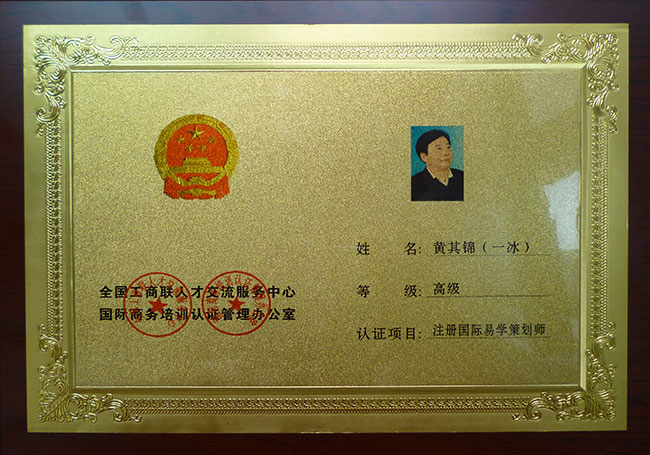 姓 名: 黄其锦(一冰)
等 级: 高级
认证项目: 注册国际易学策划师
全国工商联人才交流服务中心
国际商务培训认证管理办公室